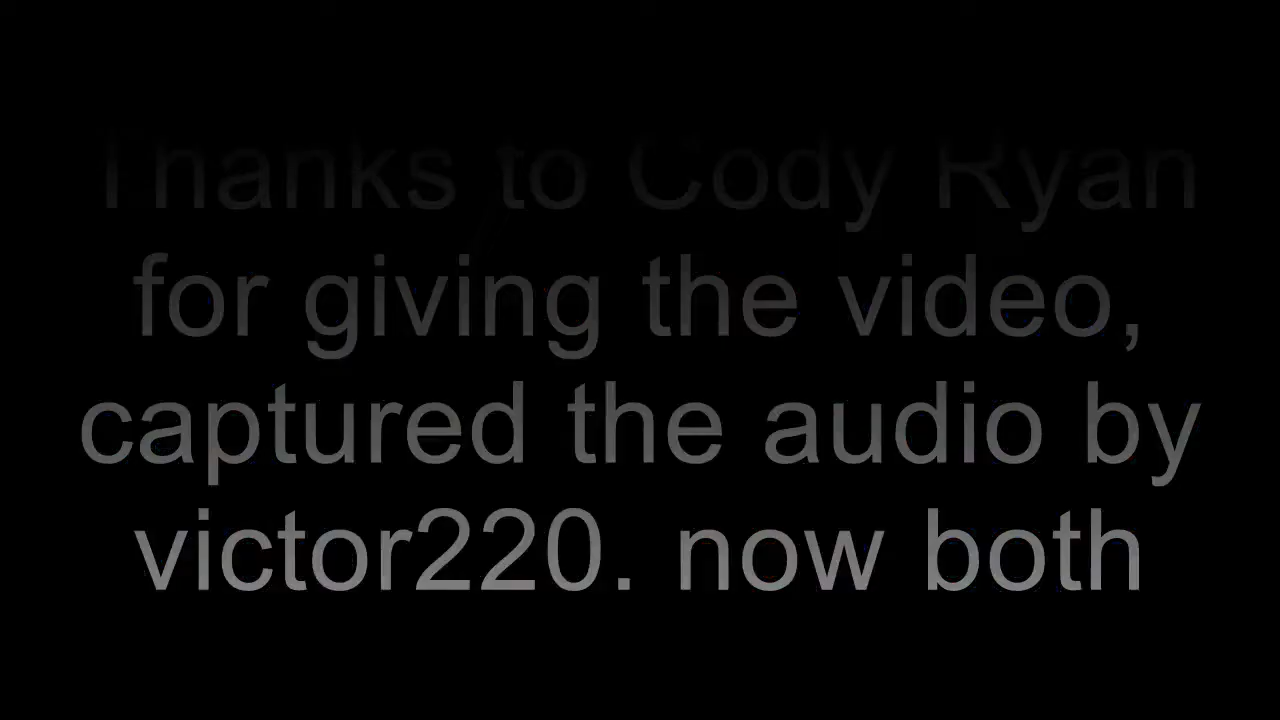 Thanks to Cody Ryan
for giving the video,
captured the audio by
victor220. now both